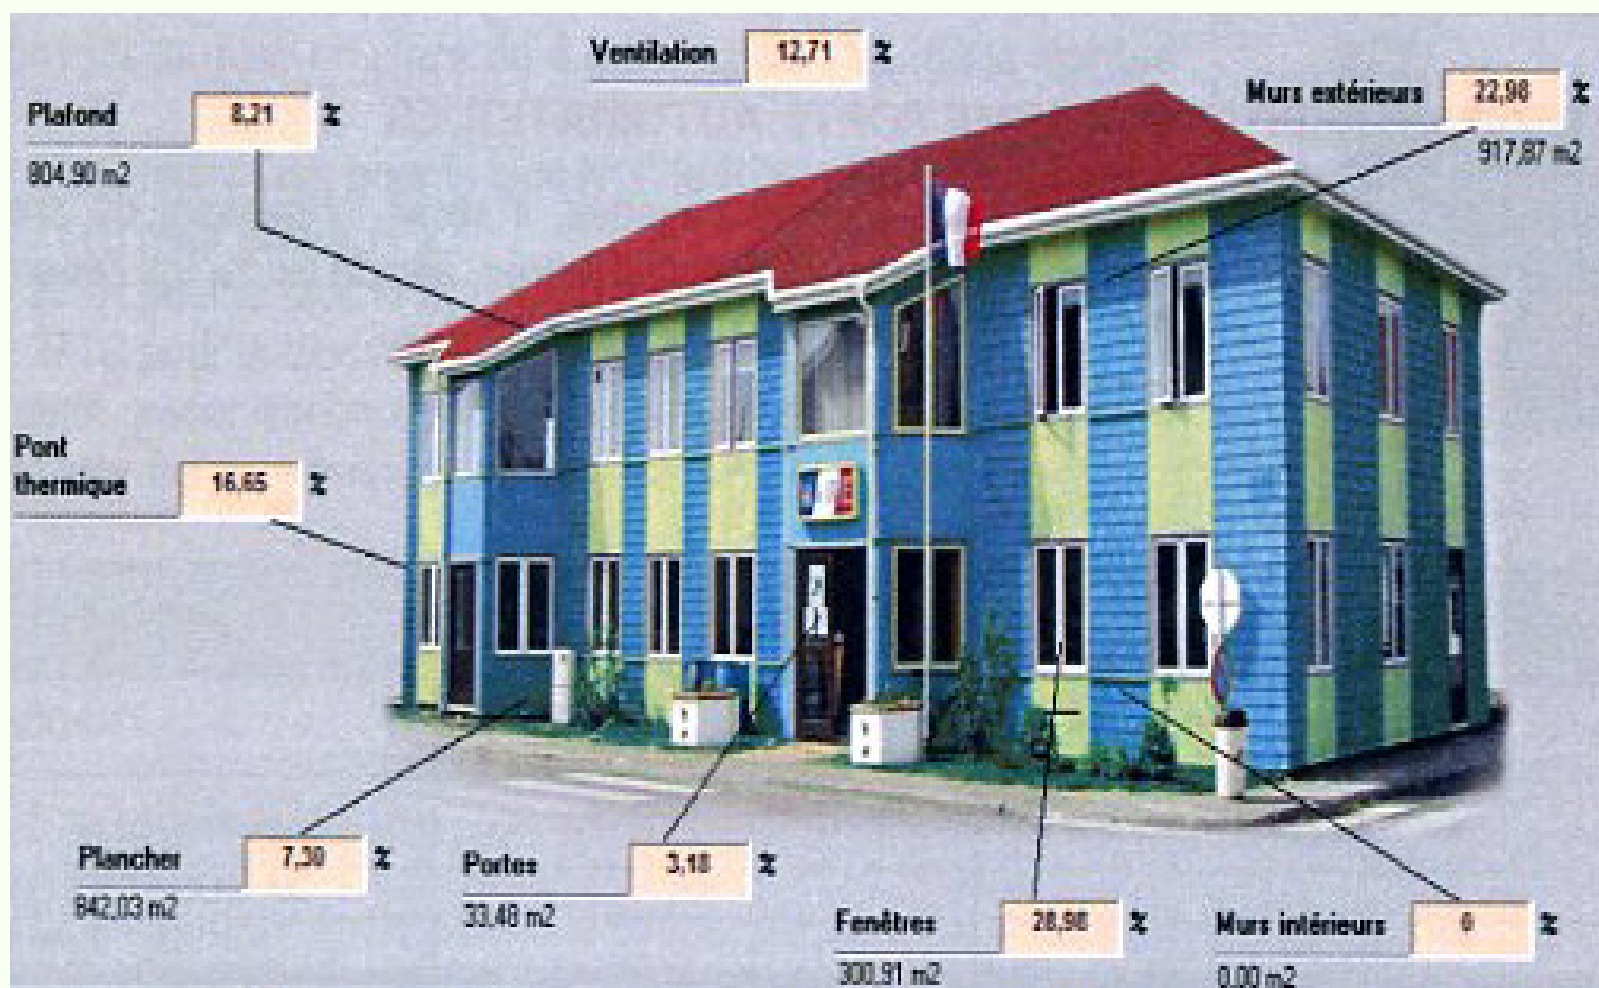 Ventilation 12,71 %
Plafond 8,21 %
804,90 m2
Murs extérieurs 22,98 %
917,87 m2
Pont
thermique 16,65 %
Plancher 7,30 %
842,03 m2
Portes 3,18 %
33,48 m2
Fenêtres 28,98 %
300,91 m2
Murs intérieurs 0 %
0,00 m2